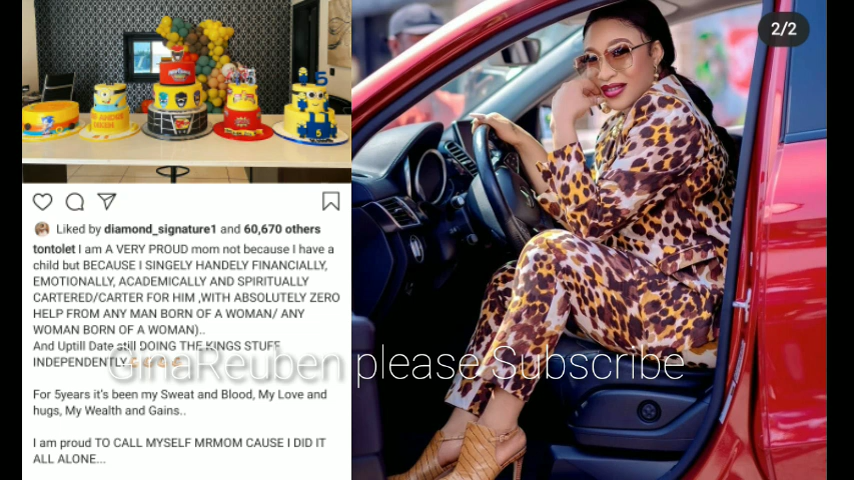 2/2
6
5
Liked by diamond_signature1 and 60,670 others
tontolet I am A VERY PROUD mom not because I have a
child but BECAUSE I SINGELY HANDELY FINANCIALLY,
EMOTIONALLY, ACADEMICALLY AND SPIRITUALLY
CARTERED/CARTER FOR HIM ,WITH ABSOLUTELY ZERO
HELP FROM ANY MAN BORN OF A WOMAN/ ANY
WOMAN BORN OF A WOMAN)..
And Uptill Date still DOING THE KINGS STUFF
INDEPENDENTLY
GinaReuben please Subscribe
For 5years it's been my Sweat and Blood, My Love and
hugs, My Wealth and Gains..
I am proud TO CALL MYSELF MRMOM CAUSE I DID IT
ALL ALONE...